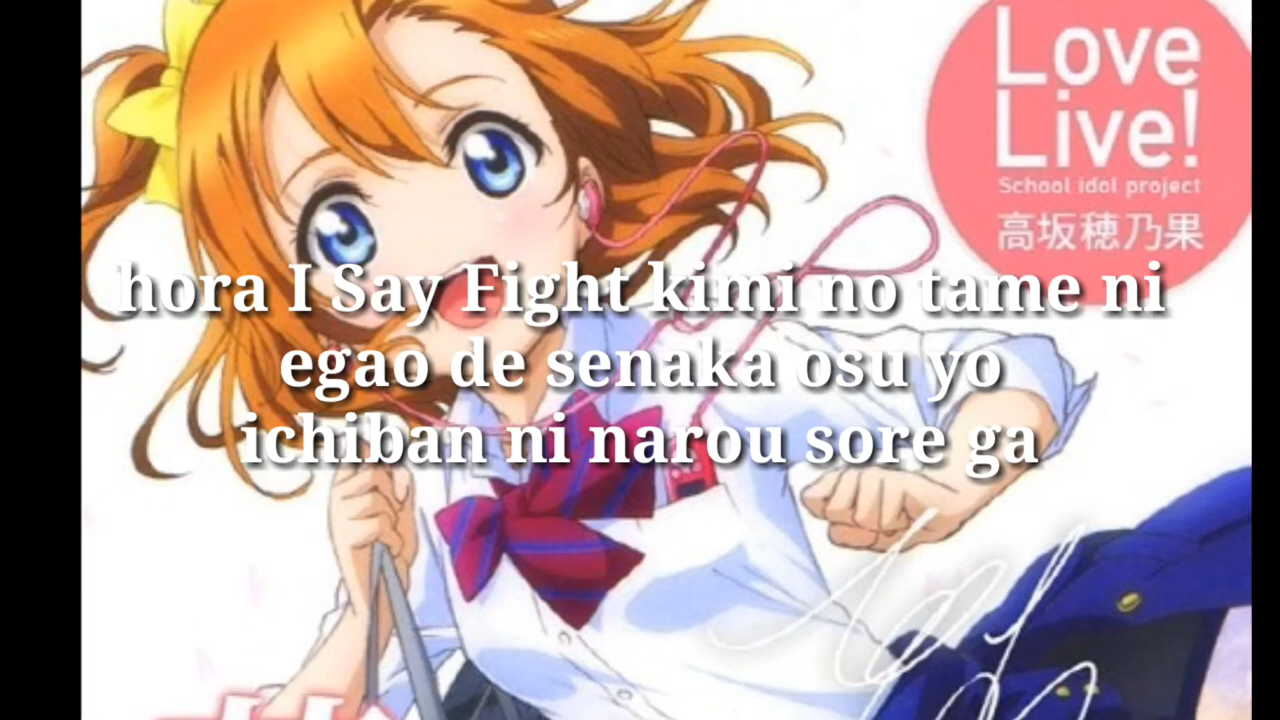 Love
Live!
School idol project
高坂穂乃果
hora I Say Fight kimi no tame ni
egao de senaka osu yo
ichiban ni narou sore ga